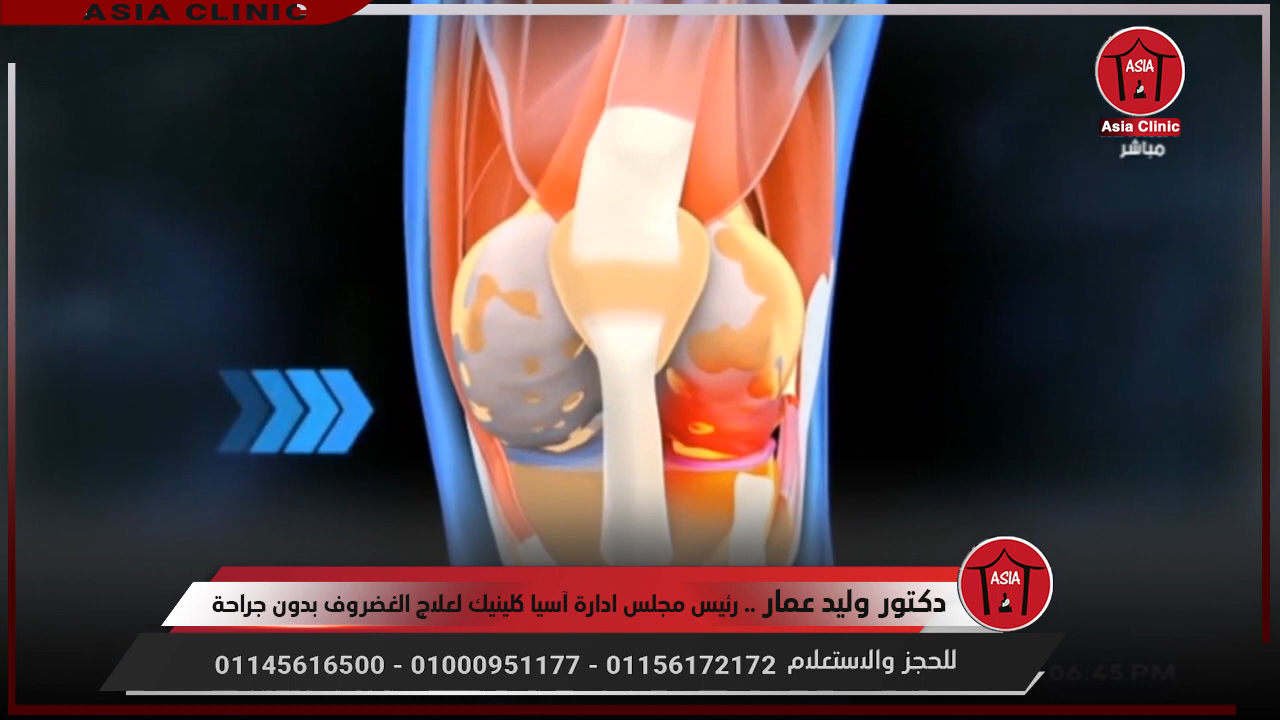 ASIA CLINIC
ASIA
Asia Clinic
مباشر
ASIA
دكتور وليد عمار .. رئيس مجلس ادارة آسيا كلينيك لعلاج الغضروف بدون جراحة
للحجز والاستعلام 01156172172 - 01000951177 - 01145616500
06:45 PM